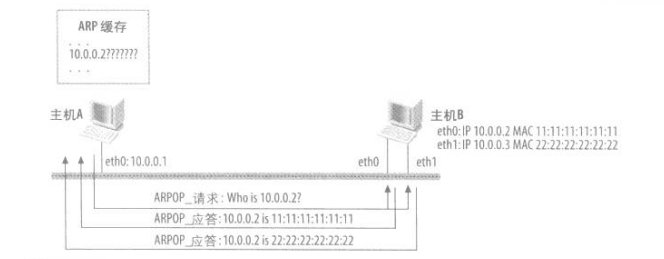 ARP 缓存
. . .
10.0.0.2???????
. . .
主机A
主机B
eth0: IP 10.0.0.2 MAC 11:11:11:11:11:11
eth1: IP 10.0.0.3 MAC 22:22:22:22:22:22
eth0: 10.0.0.1
eth0
eth1
ARPOP_请求: Who is 10.0.0.2?
ARPOP_应答: 10.0.0.2 is 11:11:11:11:11:11
ARPOP_应答: 10.0.0.2 is 22:22:22:22:22:22